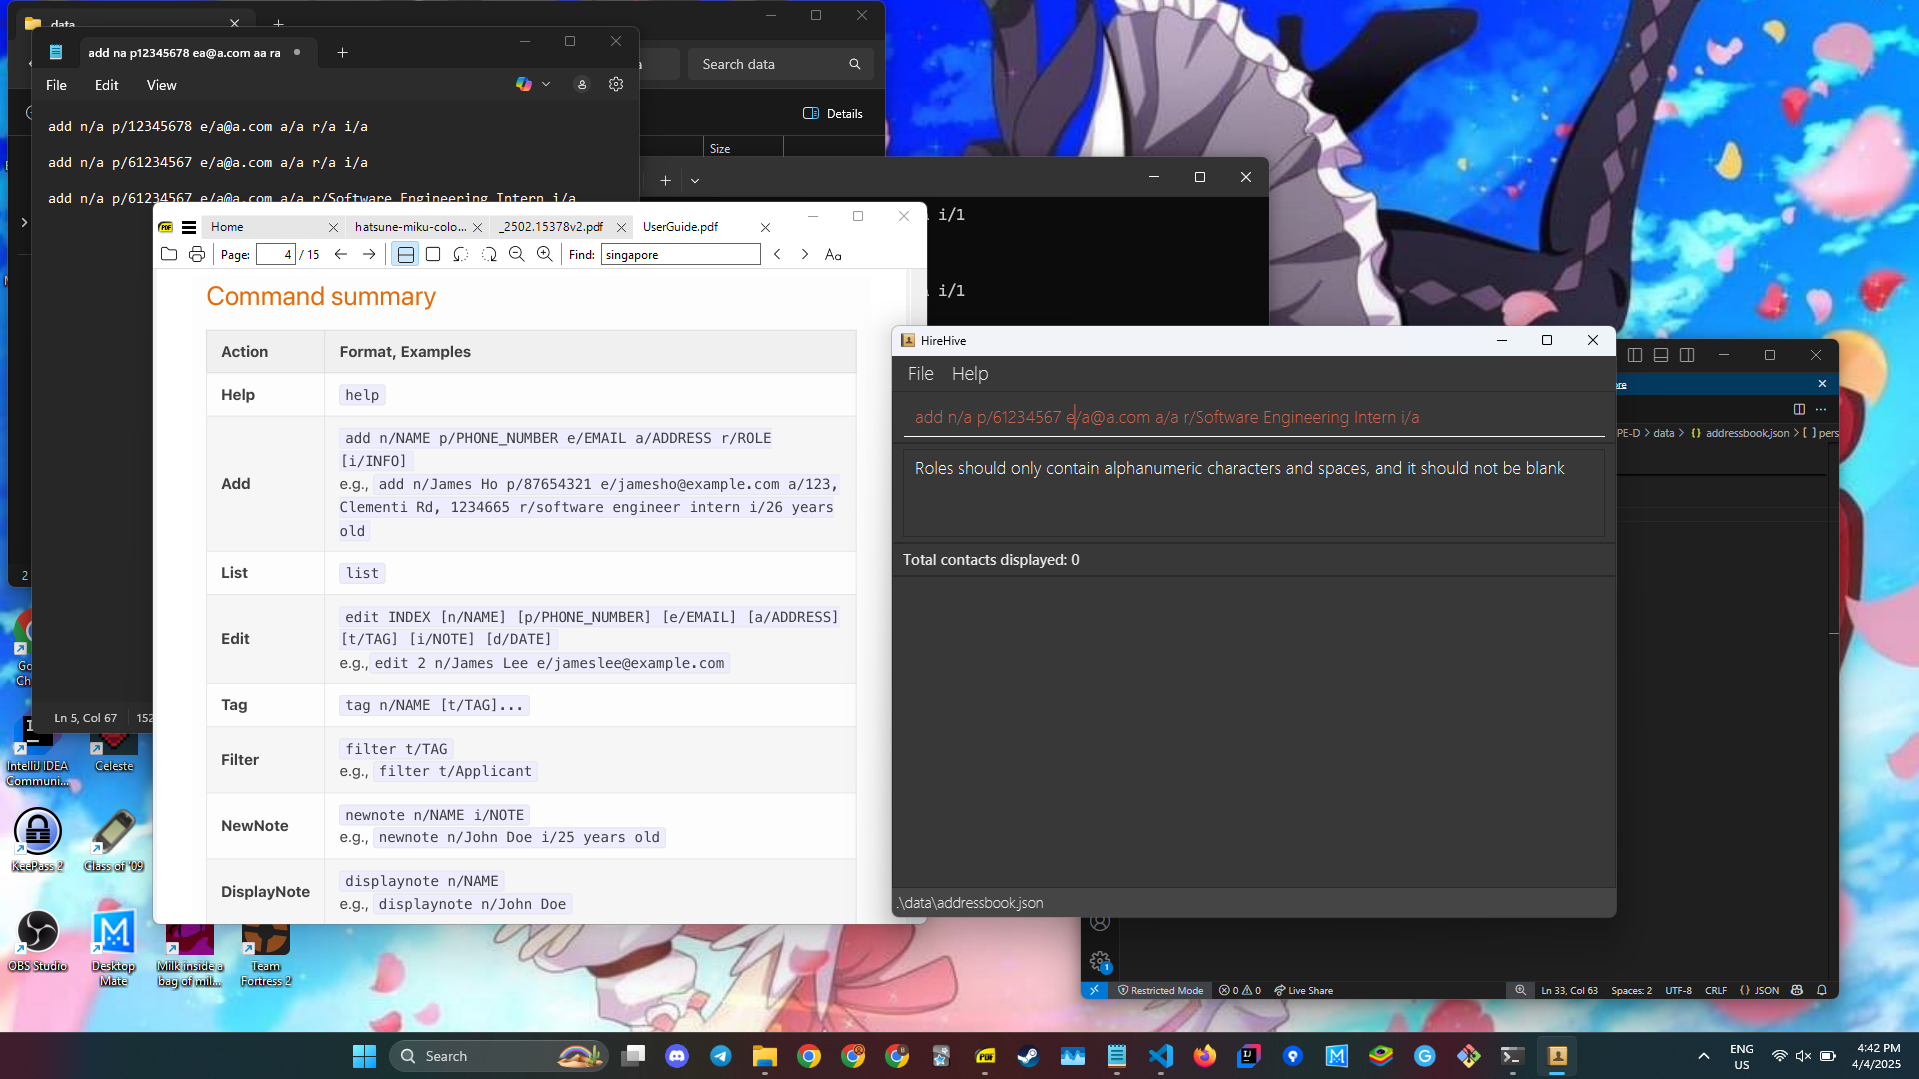 data
Search data
Details
Size
add na p12345678 ea@a.com aa ra
File Edit View
add n/a p/12345678 e/a@a.com a/a r/a i/a
add n/a p/61234567 e/a@a.com a/a r/a i/a
add n/a p/61234567 e/a@a.com a/a r/Software Engineering Intern i/a
Ln 5, Col 67
152
2
i/1
i/1
Home
hatsune-miku-colo...
_2502.15378v2.pdf
UserGuide.pdf
Page: 4 / 15
Find: singapore
Command summary
Action Format, Examples
Help help
Add
add n/NAME p/PHONE_NUMBER e/EMAIL a/ADDRESS r/ROLE
[i/INFO]
e.g., add n/James Ho p/87654321 e/jamesho@example.com a/123,
Clementi Rd, 1234665 r/software engineer intern i/26 years
old
List list
Edit
edit INDEX [n/NAME] [p/PHONE_NUMBER] [e/EMAIL] [a/ADDRESS]
[t/TAG] [i/NOTE] [d/DATE]
e.g., edit 2 n/James Lee e/jameslee@example.com
Tag tag n/NAME [t/TAG]...
Filter
filter t/TAG
e.g., filter t/Applicant
NewNote
newnote n/NAME i/NOTE
e.g., newnote n/John Doe i/25 years old
DisplayNote
displaynote n/NAME
e.g., displaynote n/John Doe
HireHive
File Help
add n/a p/61234567 e/a@a.com a/a r/Software Engineering Intern i/a
Roles should only contain alphanumeric characters and spaces, and it should not be blank
Total contacts displayed: 0
.\data\addressbook.json
PE-D > data > {} addressbook.json > [ ] pers
1
Restricted Mode
0 0
Live Share
Ln 33, Col 63
Spaces: 2
UTF-8
CRLF
{} JSON
Go
Ch
IntelliJ IDEA
Communi...
Celeste
KeePass 2
Class of '09
OBS Studio
Desktop
Mate
Milk inside a
bag of mil...
Team
Fortress 2
Search
ENG
US
4:42 PM
4/4/2025